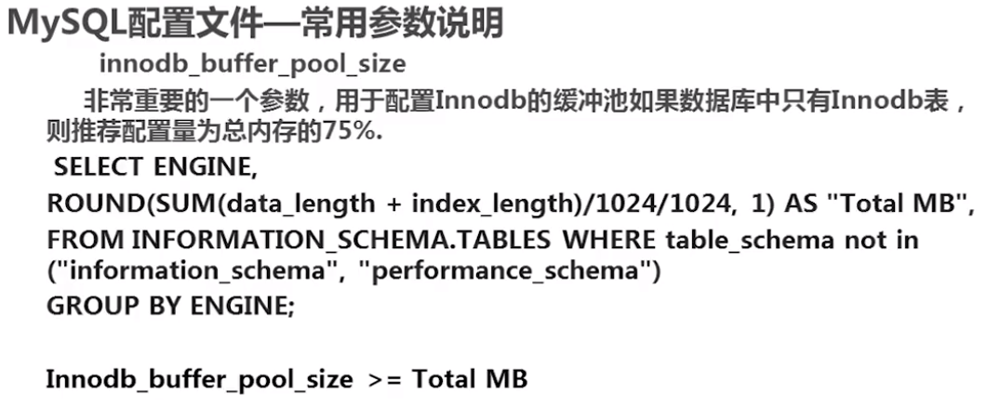 MySQL配置文件—常用参数说明
innodb_buffer_pool_size
非常重要的一个参数，用于配置Innodb的缓冲池如果数据库中只有Innodb表，
则推荐配置量为总内存的75%.
SELECT ENGINE,
ROUND(SUM(data_length + index_length)/1024/1024, 1) AS "Total MB",
FROM INFORMATION_SCHEMA.TABLES WHERE table_schema not in
("information_schema", "performance_schema")
GROUP BY ENGINE;
Innodb_buffer_pool_size >= Total MB